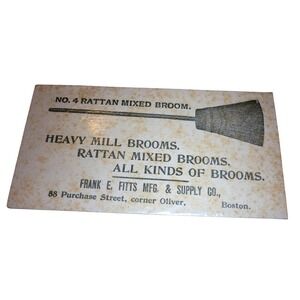 NO. 4 RATTAN MIXED BROOM.
HEAVY MILL BROOMS.
RATTAN MIXED BROOMS.
ALL KINDS OF BROOMS.
FRANK E. FITTS MFG. & SUPPLY CO.,
88 Purchase Street, corner Oliver. Boston.